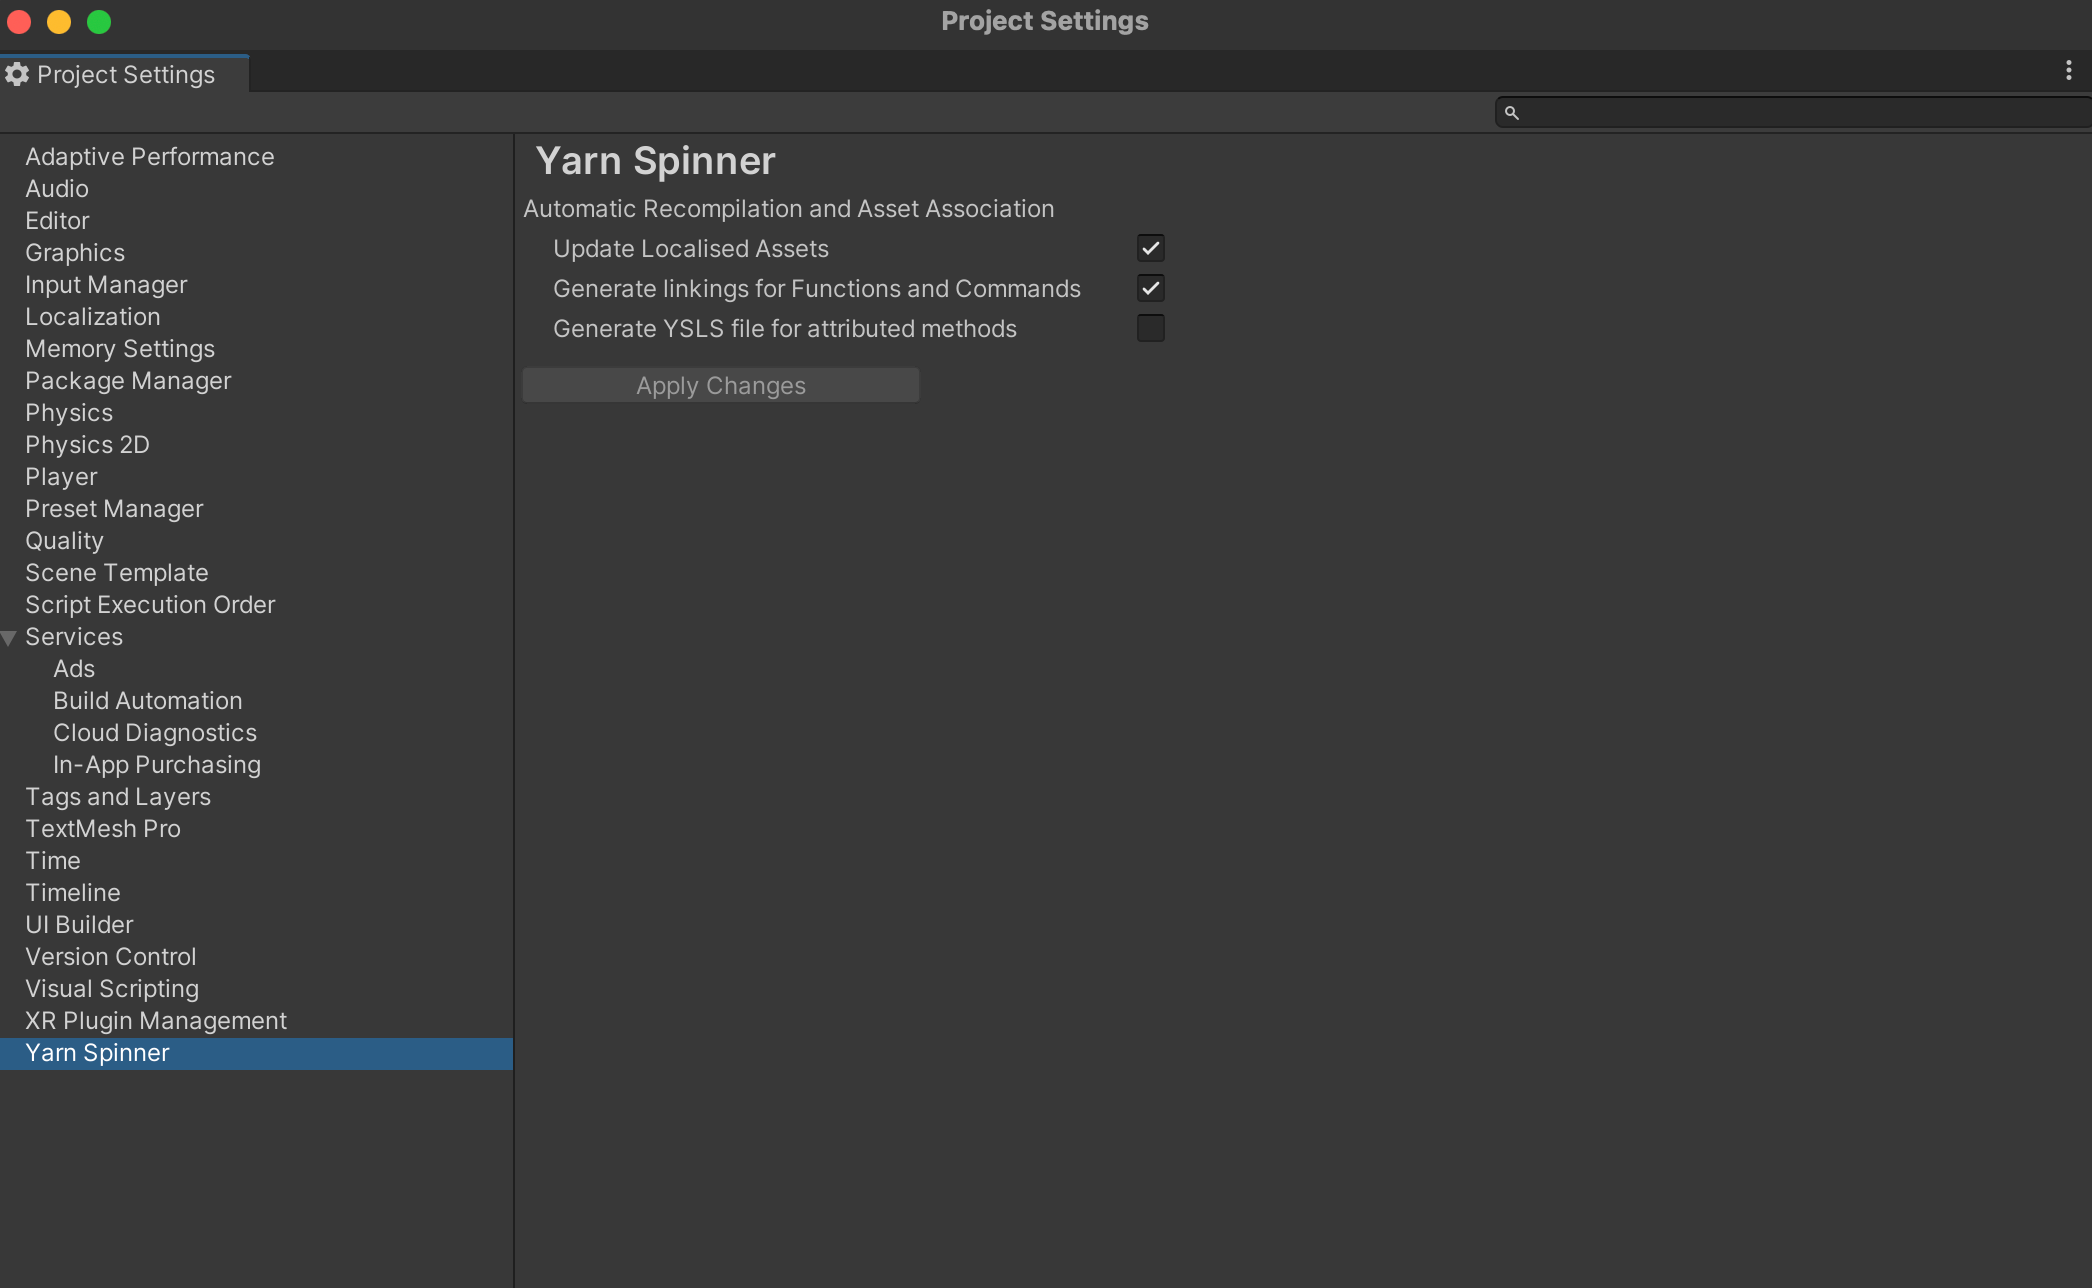 Project Settings
Project Settings
Adaptive Performance
Audio
Editor
Graphics
Input Manager
Localization
Memory Settings
Package Manager
Physics
Physics 2D
Player
Preset Manager
Quality
Scene Template
Script Execution Order
Services
Ads
Build Automation
Cloud Diagnostics
In-App Purchasing
Tags and Layers
TextMesh Pro
Time
Timeline
UI Builder
Version Control
Visual Scripting
XR Plugin Management
Yarn Spinner
Yarn Spinner
Automatic Recompilation and Asset Association
Update Localised Assets
Generate linkings for Functions and Commands
Generate YSLS file for attributed methods
Apply Changes